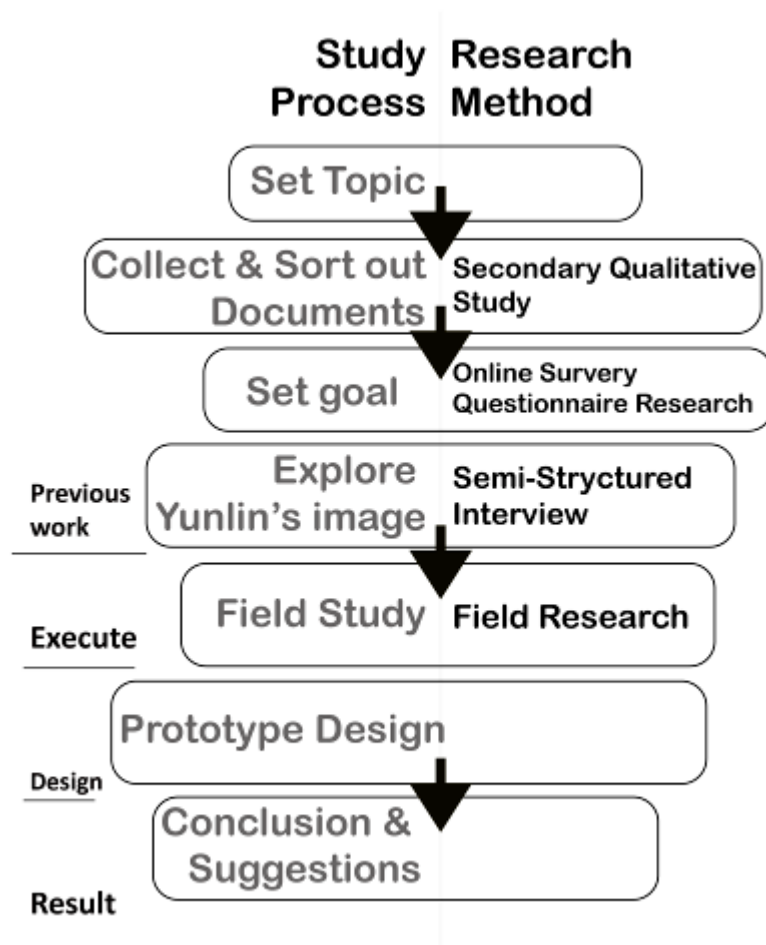 Study Research
Process Method
Set Topic
Collect & Sort out
Documents
Secondary Qualitative
Study
Set goal
Online Survery
Questionnaire Research
Explore
Yunlin's image
Semi-Stryctured
Interview
Previous
work
Field Study
Field Research
Execute
Prototype Design
Design
Conclusion &
Suggestions
Result